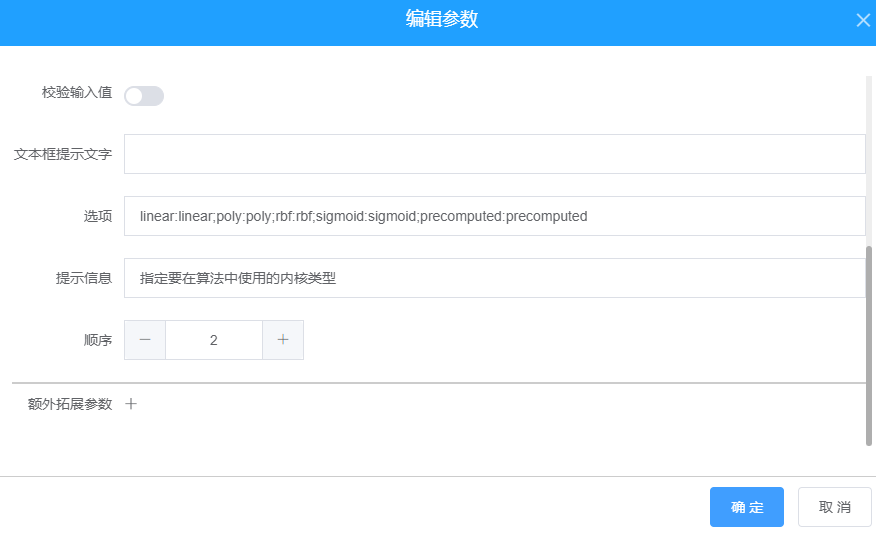 编辑参数
校验输入值
文本框提示文字
选项 linear:linear;poly:poly;rbf:rbf;sigmoid:sigmoid;precomputed:precomputed
提示信息 指定要在算法中使用的内核类型
顺序 － 2 +
额外拓展参数 +
确定 取消